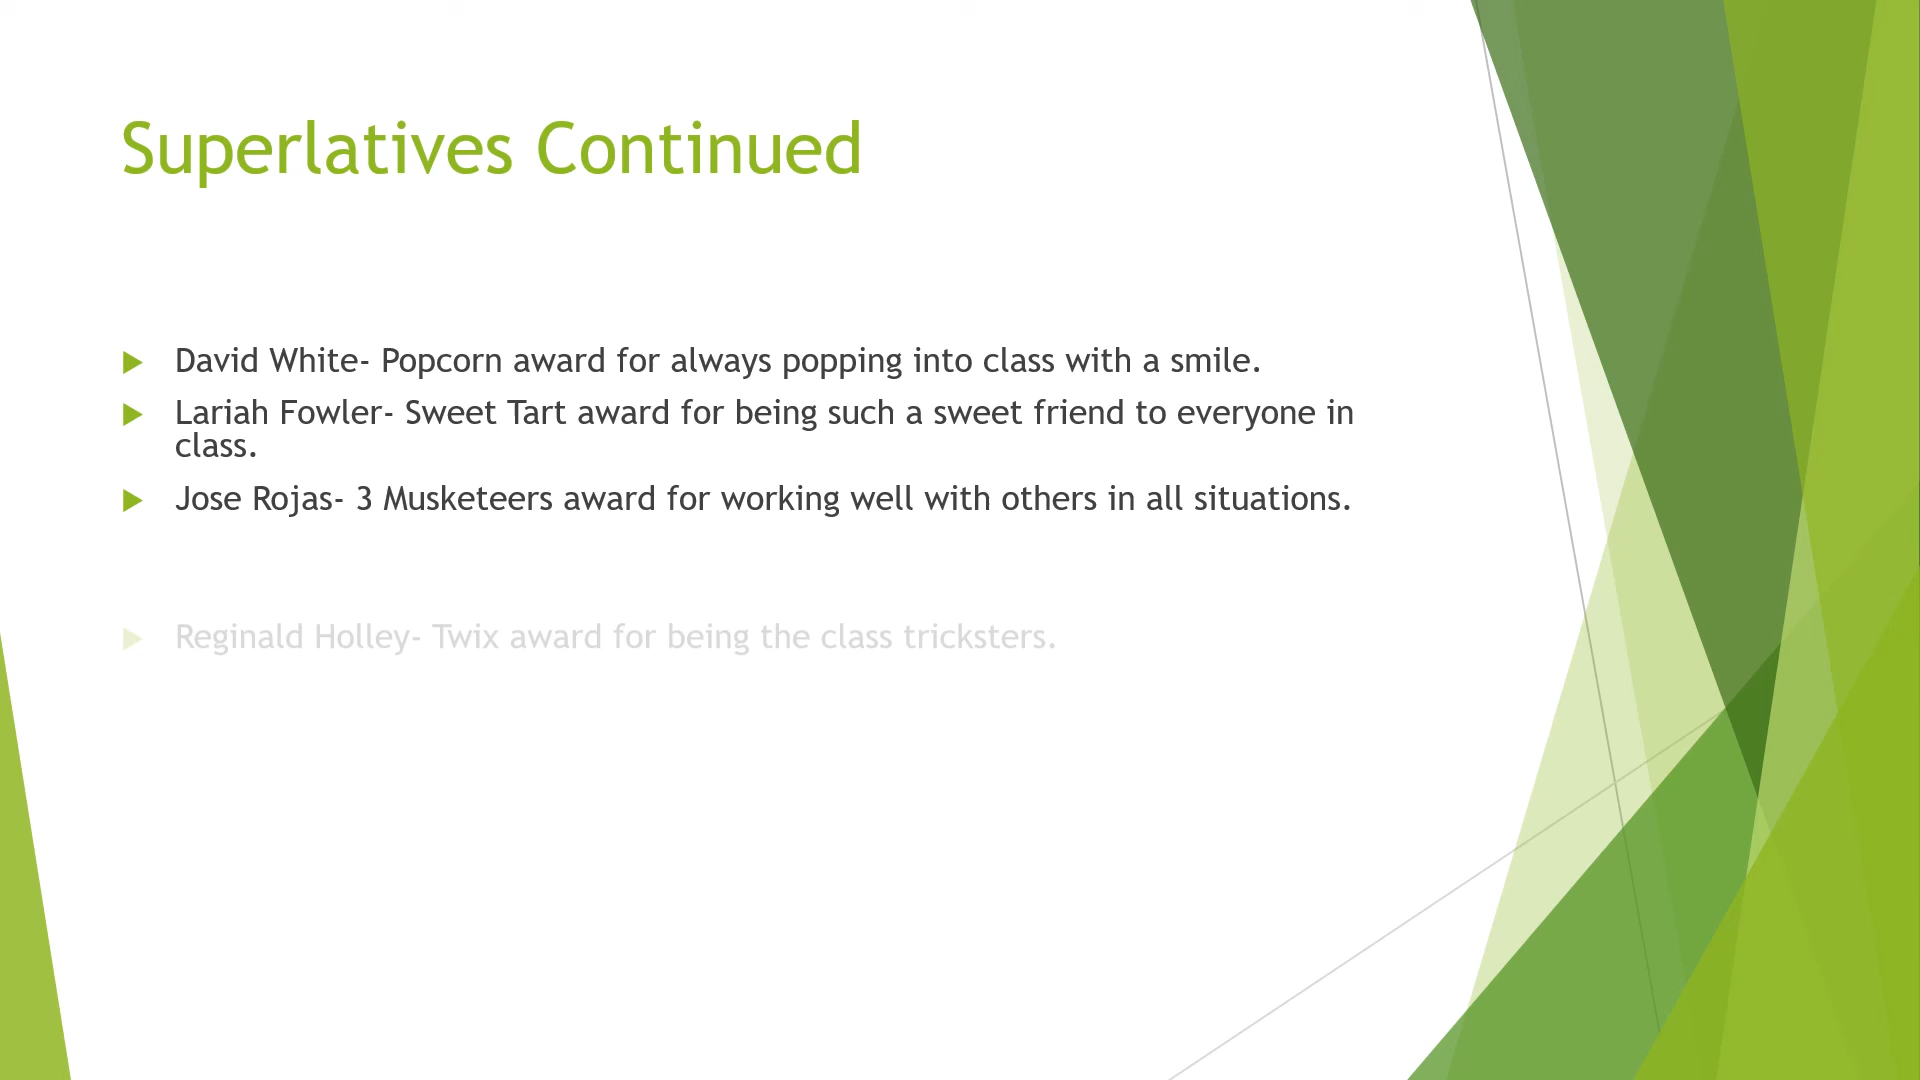 Superlatives Continued
David White- Popcorn award for always popping into class with a smile.
Lariah Fowler- Sweet Tart award for being such a sweet friend to everyone in
class.
Jose Rojas- 3 Musketeers award for working well with others in all situations.
Reginald Holley- Twix award for being the class tricksters.